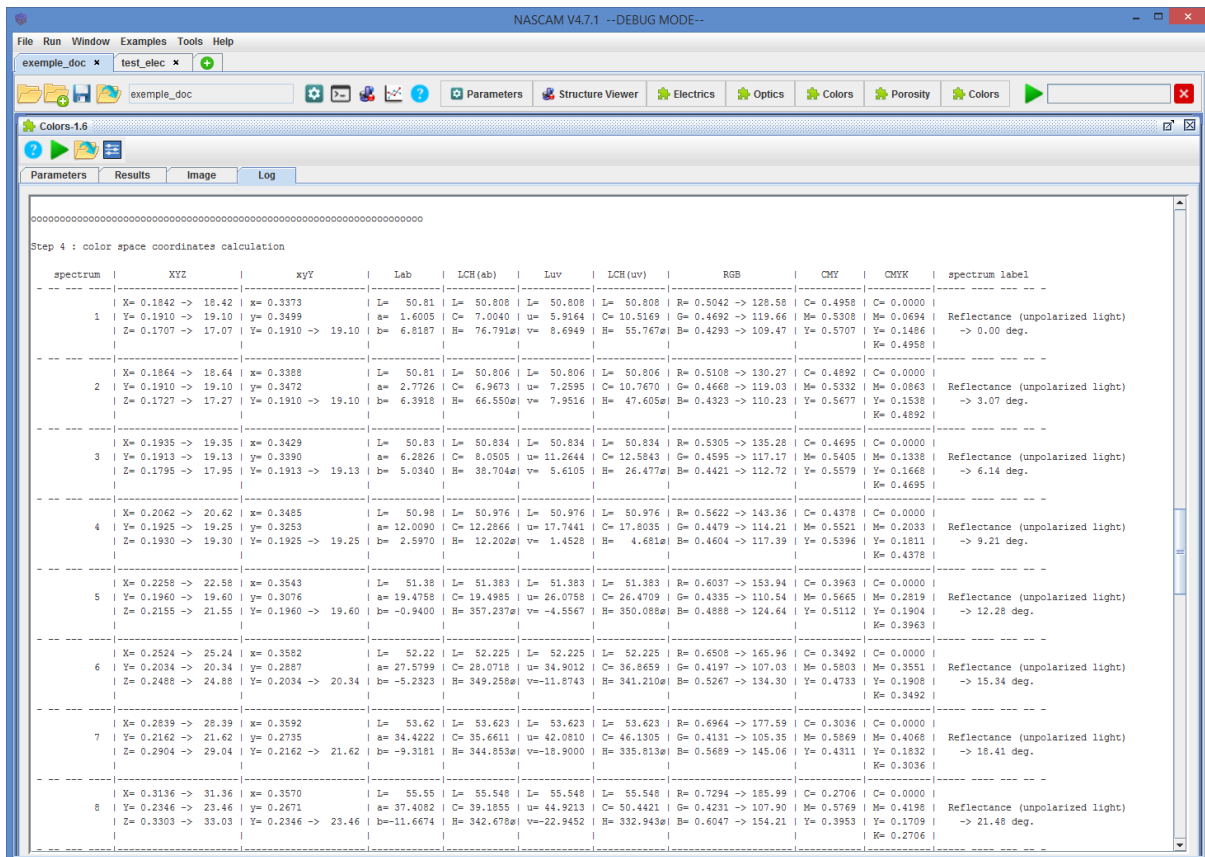 NASCAM V4.7.1 --DEBUG MODE--
File Run Window Examples Tools Help
exemple_doc × test_elec ×
exemple_doc Parameters Structure Viewer Electrics Optics Colors Porosity Colors
Colors-1.6
Parameters Results Image Log
oooooooooooooooooooooooooooooooooooooooooooooooooooooooooooooooooooo
Step 4 : color space coordinates calculation
spectrum | XYZ | xyY | Lab | LCH(ab) | Luv | LCH(uv) | RGB | CMY | CMYK | spectrum label
| X= 0.1842 -> 18.42 | x= 0.3373 | L= 50.81 | L= 50.808 | L= 50.808 | L= 50.808 | R= 0.5042 -> 128.58 | C= 0.4958 | C= 0.0000 |
1 | Y= 0.1910 -> 19.10 | y= 0.3499 | a= 1.6005 | C= 7.0040 | u= 5.9164 | C= 10.5169 | G= 0.4692 -> 119.66 | M= 0.5308 | M= 0.0694 | Reflectance (unpolarized light)
| Z= 0.1707 -> 17.07 | Y= 0.1910 -> 19.10 | b= 6.8187 | H= 76.791ø| v= 8.6949 | H= 55.767ø| B= 0.4293 -> 109.47 | Y= 0.5707 | Y= 0.1486 | -> 0.00 deg.
| K= 0.4958 |
| X= 0.1864 -> 18.64 | x= 0.3388 | L= 50.81 | L= 50.806 | L= 50.806 | L= 50.806 | R= 0.5108 -> 130.27 | C= 0.4892 | C= 0.0000 |
2 | Y= 0.1910 -> 19.10 | y= 0.3472 | a= 2.7726 | C= 6.9673 | u= 7.2595 | C= 10.7670 | G= 0.4668 -> 119.03 | M= 0.5332 | M= 0.0863 | Reflectance (unpolarized light)
| Z= 0.1727 -> 17.27 | Y= 0.1910 -> 19.10 | b= 6.3918 | H= 66.550ø| v= 7.9516 | H= 47.605ø| B= 0.4323 -> 110.23 | Y= 0.5677 | Y= 0.1538 | -> 3.07 deg.
| K= 0.4892 |
| X= 0.1935 -> 19.35 | x= 0.3429 | L= 50.83 | L= 50.834 | L= 50.834 | L= 50.834 | R= 0.5305 -> 135.28 | C= 0.4695 | C= 0.0000 |
3 | Y= 0.1913 -> 19.13 | y= 0.3390 | a= 6.2826 | C= 8.0505 | u= 11.2644 | C= 12.5843 | G= 0.4595 -> 117.17 | M= 0.5405 | M= 0.1338 | Reflectance (unpolarized light)
| Z= 0.1795 -> 17.95 | Y= 0.1913 -> 19.13 | b= 5.0340 | H= 38.704ø| v= 5.6105 | H= 26.477ø| B= 0.4421 -> 112.72 | Y= 0.5579 | Y= 0.1668 | -> 6.14 deg.
| K= 0.4695 |
| X= 0.2062 -> 20.62 | x= 0.3485 | L= 50.98 | L= 50.976 | L= 50.976 | L= 50.976 | R= 0.5622 -> 143.36 | C= 0.4378 | C= 0.0000 |
4 | Y= 0.1925 -> 19.25 | y= 0.3253 | a= 12.0090 | C= 12.2866 | u= 17.7441 | C= 17.8035 | G= 0.4479 -> 114.21 | M= 0.5521 | M= 0.2033 | Reflectance (unpolarized light)
| Z= 0.1930 -> 19.30 | Y= 0.1925 -> 19.25 | b= 2.5970 | H= 12.202ø| v= 1.4528 | H= 4.681ø| B= 0.4604 -> 117.39 | Y= 0.5396 | Y= 0.1811 | -> 9.21 deg.
| K= 0.4378 |
| X= 0.2258 -> 22.58 | x= 0.3543 | L= 51.38 | L= 51.383 | L= 51.383 | L= 51.383 | R= 0.6037 -> 153.94 | C= 0.3963 | C= 0.0000 |
5 | Y= 0.1960 -> 19.60 | y= 0.3076 | a= 19.4758 | C= 19.4985 | u= 26.0758 | C= 26.4709 | G= 0.4335 -> 110.54 | M= 0.5665 | M= 0.2819 | Reflectance (unpolarized light)
| Z= 0.2155 -> 21.55 | Y= 0.1960 -> 19.60 | b= -0.9400 | H= 357.237ø| v= -4.5567 | H= 350.088ø| B= 0.4888 -> 124.64 | Y= 0.5112 | Y= 0.1904 | -> 12.28 deg.
| K= 0.3963 |
| X= 0.2524 -> 25.24 | x= 0.3582 | L= 52.22 | L= 52.225 | L= 52.225 | L= 52.225 | R= 0.6508 -> 165.96 | C= 0.3492 | C= 0.0000 |
6 | Y= 0.2034 -> 20.34 | y= 0.2887 | a= 27.5799 | C= 28.0718 | u= 34.9012 | C= 36.8659 | G= 0.4197 -> 107.03 | M= 0.5803 | M= 0.3551 | Reflectance (unpolarized light)
| Z= 0.2488 -> 24.88 | Y= 0.2034 -> 20.34 | b= -5.2323 | H= 349.258ø| v=-11.8743 | H= 341.210ø| B= 0.5267 -> 134.30 | Y= 0.4733 | Y= 0.1908 | -> 15.34 deg.
| K= 0.3492 |
| X= 0.2839 -> 28.39 | x= 0.3592 | L= 53.62 | L= 53.623 | L= 53.623 | L= 53.623 | R= 0.6964 -> 177.59 | C= 0.3036 | C= 0.0000 |
7 | Y= 0.2162 -> 21.62 | y= 0.2735 | a= 34.4222 | C= 35.6611 | u= 42.0810 | C= 46.1305 | G= 0.4131 -> 105.35 | M= 0.5869 | M= 0.4068 | Reflectance (unpolarized light)
| Z= 0.2904 -> 29.04 | Y= 0.2162 -> 21.62 | b= -9.3181 | H= 344.853ø| v=-18.9000 | H= 335.813ø| B= 0.5689 -> 145.06 | Y= 0.4311 | Y= 0.1832 | -> 18.41 deg.
| K= 0.3036 |
| X= 0.3136 -> 31.36 | x= 0.3570 | L= 55.55 | L= 55.548 | L= 55.548 | L= 55.548 | R= 0.7294 -> 185.99 | C= 0.2706 | C= 0.0000 |
8 | Y= 0.2346 -> 23.46 | y= 0.2671 | a= 37.4082 | C= 39.1855 | u= 44.9213 | C= 50.4421 | G= 0.4231 -> 107.90 | M= 0.5769 | M= 0.4198 | Reflectance (unpolarized light)
| Z= 0.3303 -> 33.03 | Y= 0.2346 -> 23.46 | b=-11.6674 | H= 342.678ø| v=-22.9452 | H= 332.943ø| B= 0.6047 -> 154.21 | Y= 0.3953 | Y= 0.1709 | -> 21.48 deg.
| K= 0.2706 |